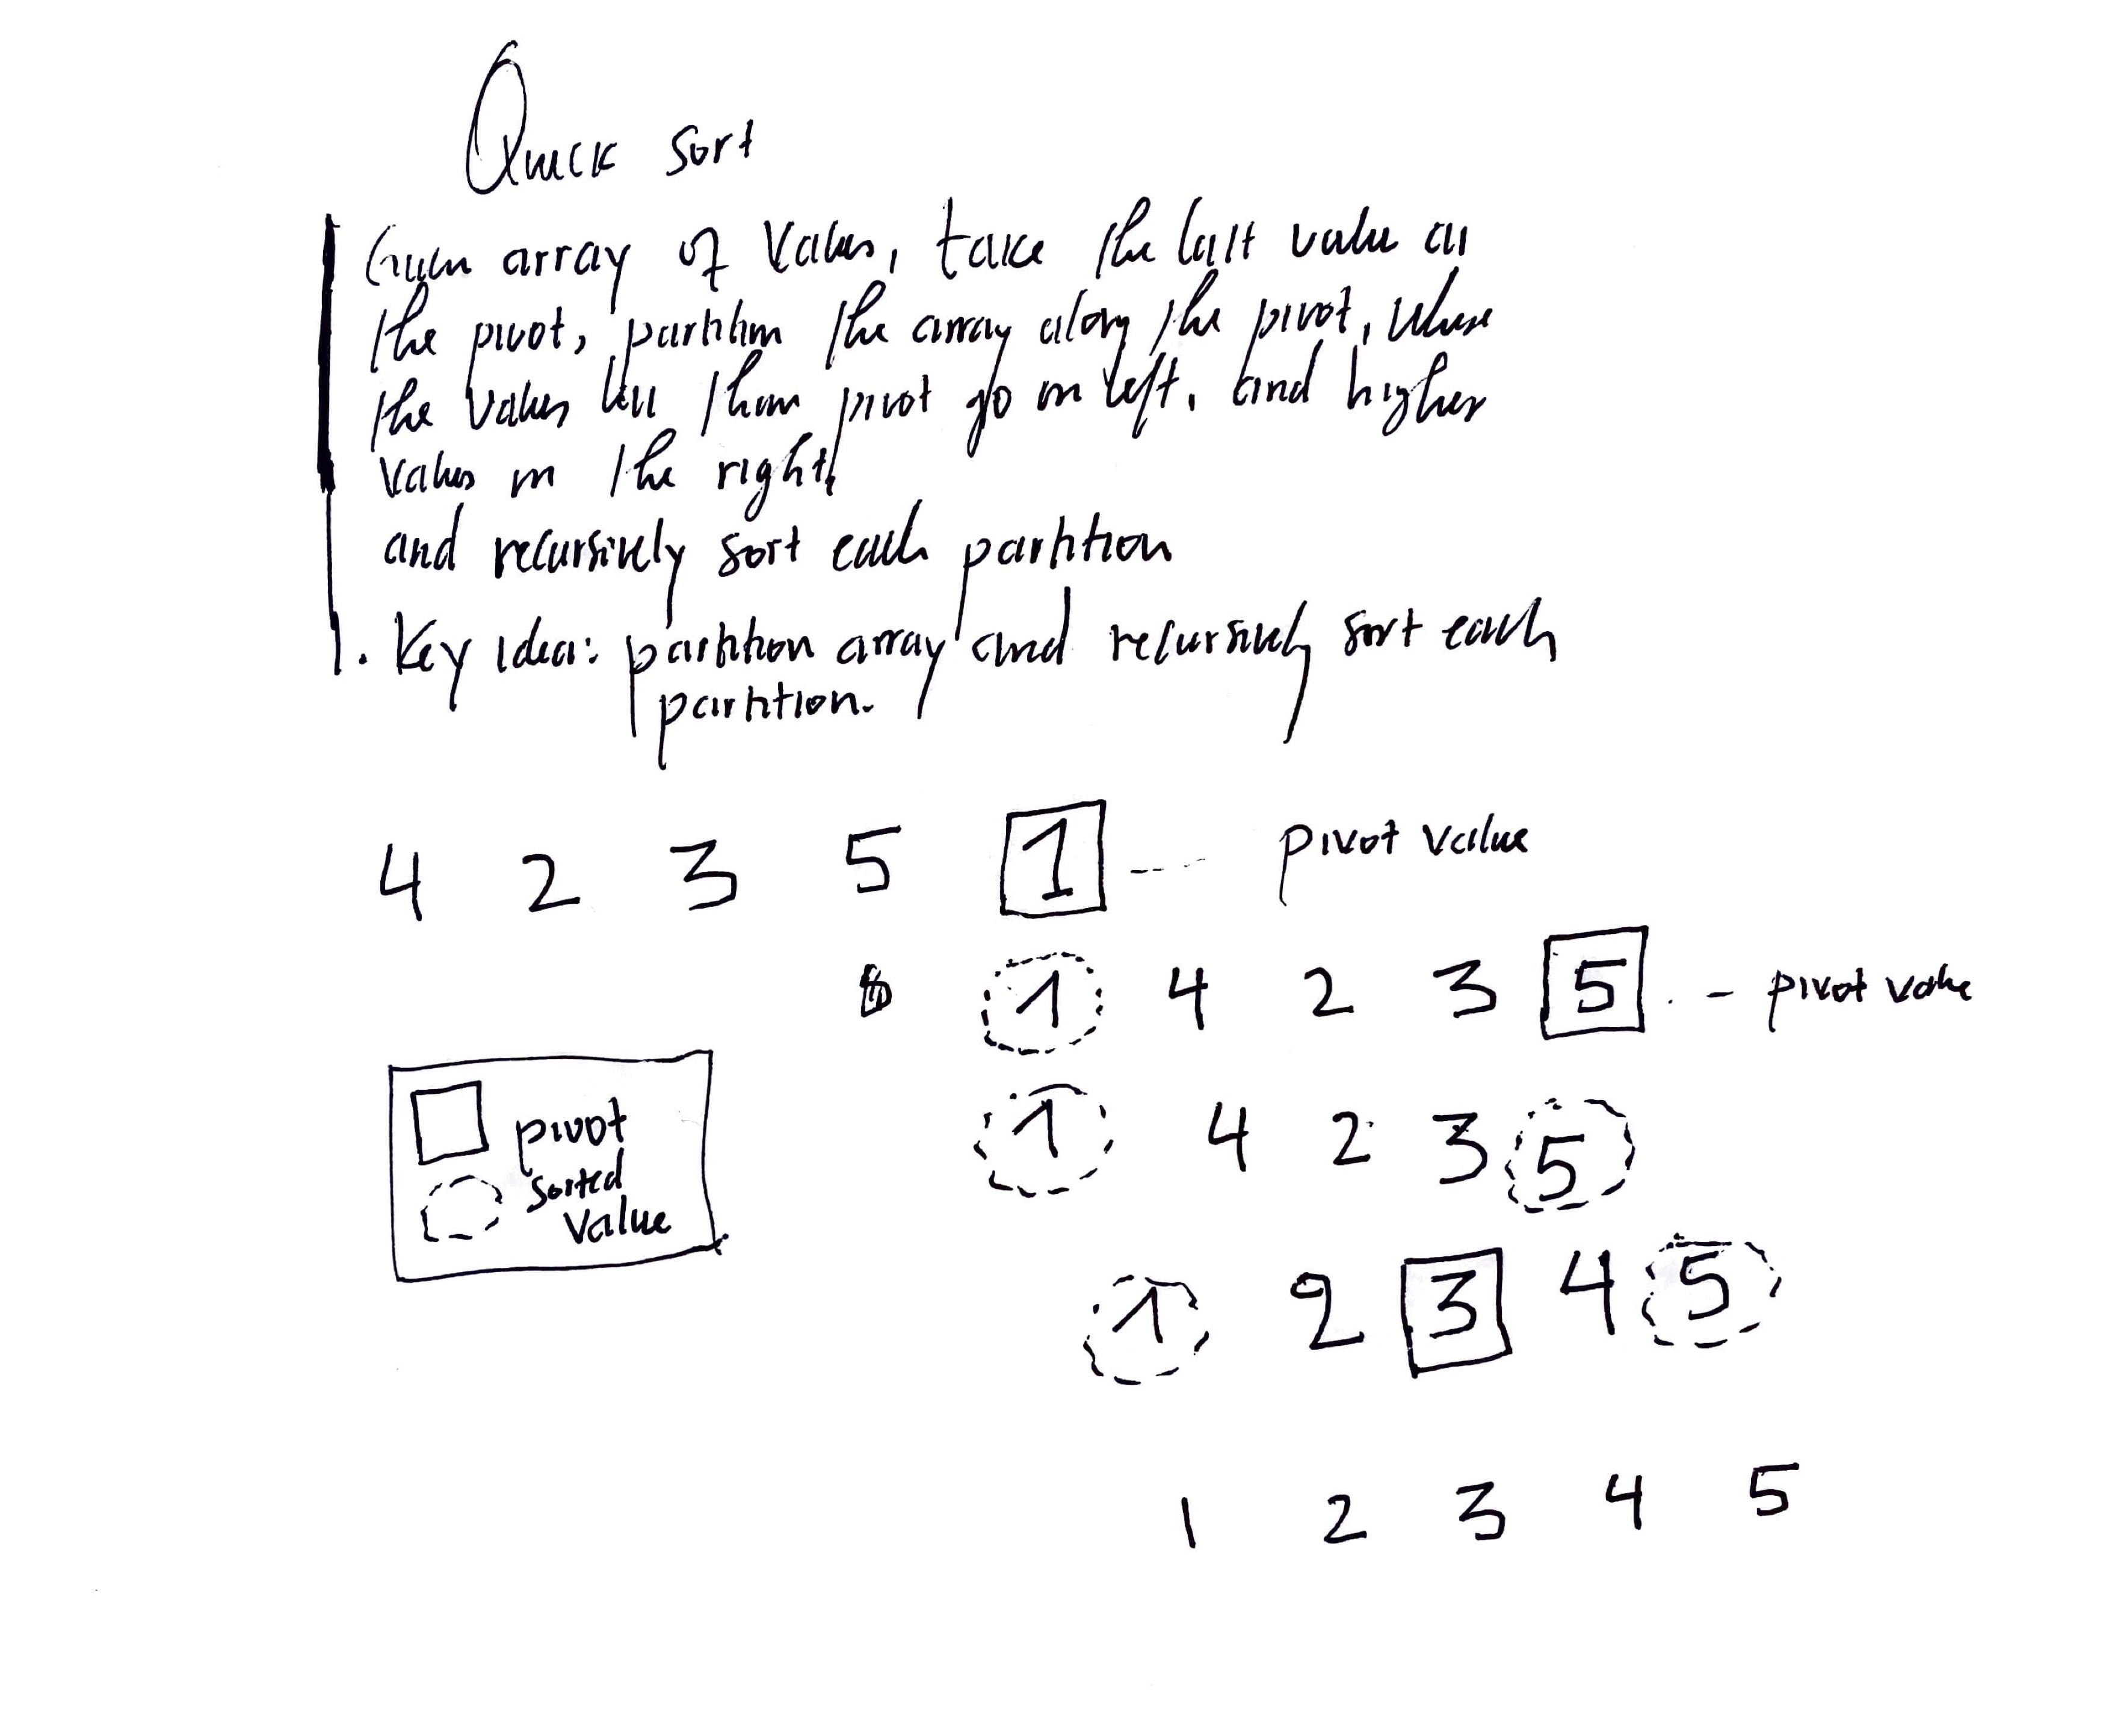 Quick sort
Given array of values, take the last value as
the pivot, partition the array along the pivot, where
the values less than pivot go on left, and higher
values on the right,
and recursively sort each partition
1. Key idea: partition array and recursively sort each
partition.
4 2 3 5 1 --- pivot value
1 4 2 3 5 - pivot value
1 4 2 3 5
pivot
sorted
value
1 2 3 4 5
1 2 3 4 5